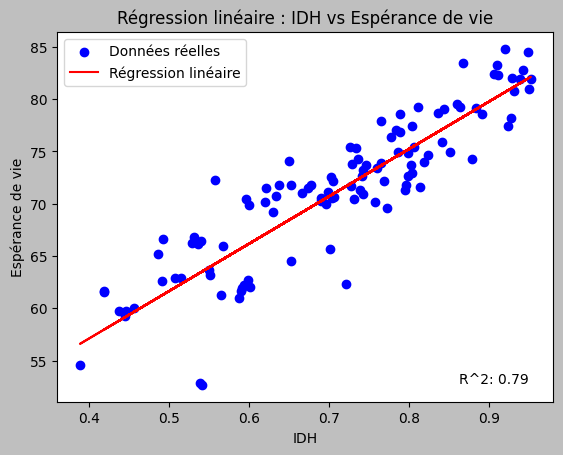 Régression linéaire : IDH vs Espérance de vie
Données réelles
Régression linéaire
85
80
75
70
65
60
55
Espérance de vie
R^2: 0.79
0.4 0.5 0.6 0.7 0.8 0.9
IDH